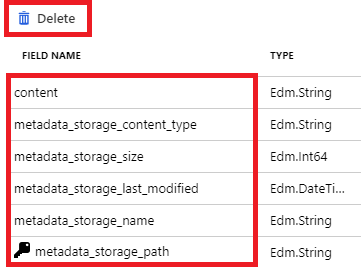 Delete
FIELD NAME TYPE
content Edm.String
metadata_storage_content_type Edm.String
metadata_storage_size Edm.Int64
metadata_storage_last_modified Edm.DateTi...
metadata_storage_name Edm.String
metadata_storage_path Edm.String